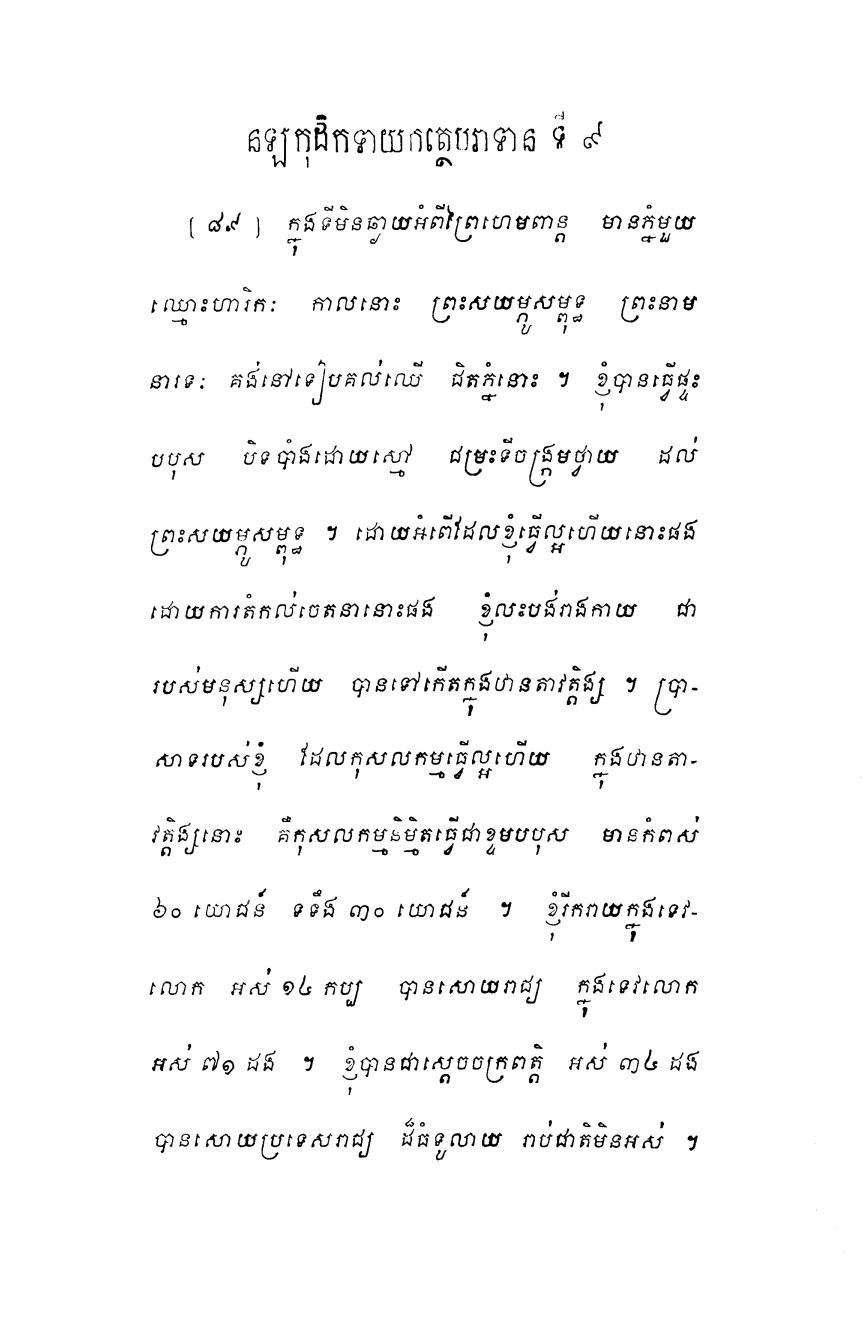 នឡកុដិកទាយកត្ថេបរាទាន ទី ៩
[ ៨៩ ] ក្នុងទីមិនឆ្ងាយអំពីព្រៃហេមពាន្ត មានភ្នំមួយ
ឈ្មោះហារិកៈ កាលនោះ ព្រះសយម្ភូសម្ពុទ្ធ ព្រះនាម
នារទៈ គង់នៅទៀបគល់ឈើ ជិតភ្នំនោះ ។ ខ្ញុំបានធ្វើផ្ទះ
បបុស បិទបាំងដោយស្មៅ ជម្រះទីចង្ក្រមថ្វាយ ដល់
ព្រះសយម្ភូសម្ពុទ្ធ ។ ដោយអំពើដែលខ្ញុំធ្វើល្អហើយនោះផង
ដោយការតំកល់ចេតនានោះផង ខ្ញុំលះបង់រាងកាយ ជា
របស់មនុស្សហើយ បានទៅកើតក្នុងឋានតាវត្តិង្ស ។ ប្រា-
សាទរបស់ខ្ញុំ ដែលកុសលកម្មធ្វើល្អហើយ ក្នុងឋានតា-
វត្តិង្សនោះ គឺកុសលកម្មនិម្មិតធ្វើជាខ្ទមបបុស មានកំពស់
៦០ យោជន៍ ទទឹង ៣០ យោជន៍ ។ ខ្ញុំរីករាយក្នុងទេវ-
លោក អស់ ១៤ កប្ប បានសោយរាជ្យ ក្នុងទេវលោក
អស់ ៧១ ដង ។ ខ្ញុំបានជាស្តេចចក្រពត្តិ អស់ ៣៤ ដង
បានសោយប្រទេសរាជ្យ ដ៏ធំទូលាយ រាប់ជាតិមិនអស់ ។